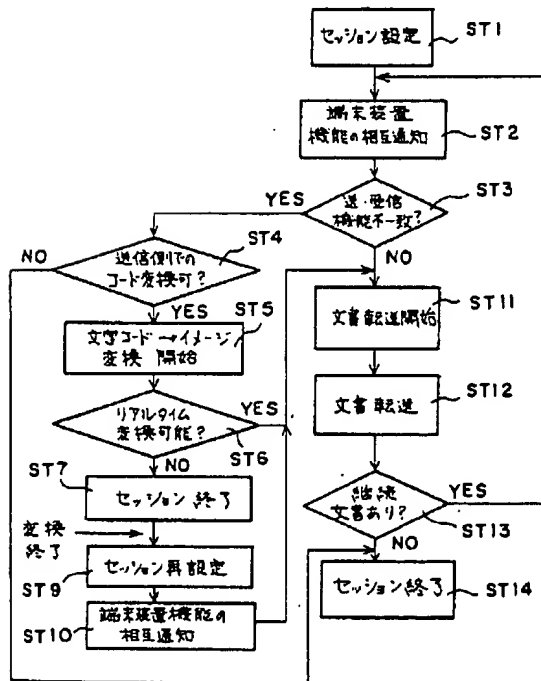 セッション設定
ST1
端末装置
機能の相互通知
ST2
送・受信
機能不一致?
ST3
YES
NO
送信側での
コード変換可?
ST4
NO
YES
文字コード→イメージ
変換 開始
ST5
リアルタイム
変換可能?
ST6
YES
NO
ST7
セッション 終了
変換
終了
セッション再設定
ST9
端末装置機能の
相互通知
ST10
文書転送開始
ST11
文書転送
ST12
継続
文書あり?
ST13
YES
NO
セッション終了
ST14